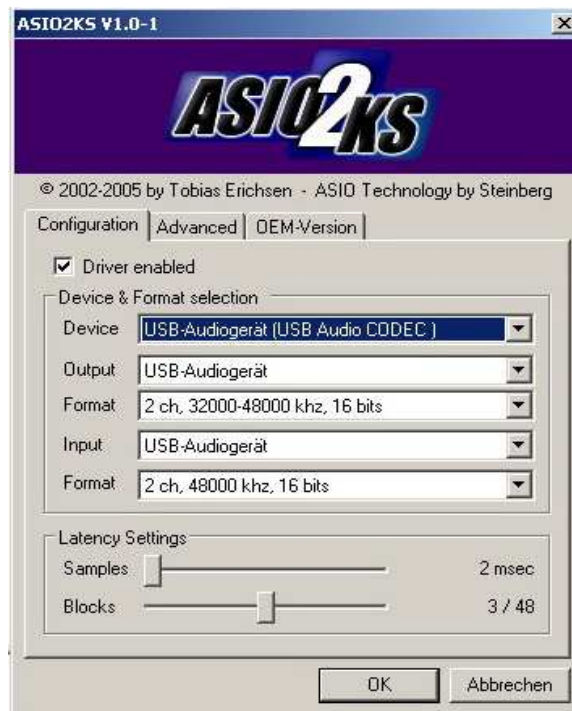 ASIO2KS V1.0-1
ASIO2KS
© 2002-2005 by Tobias Erichsen - ASIO Technology by Steinberg
Configuration Advanced OEM-Version
Driver enabled
Device & Format selection
Device USB-Audiogerät (USB Audio CODEC )
Output USB-Audiogerät
Format 2 ch, 32000-48000 khz, 16 bits
Input USB-Audiogerät
Format 2 ch, 48000 khz, 16 bits
Latency Settings
Samples 2 msec
Blocks 3 / 48
OK Abbrechen